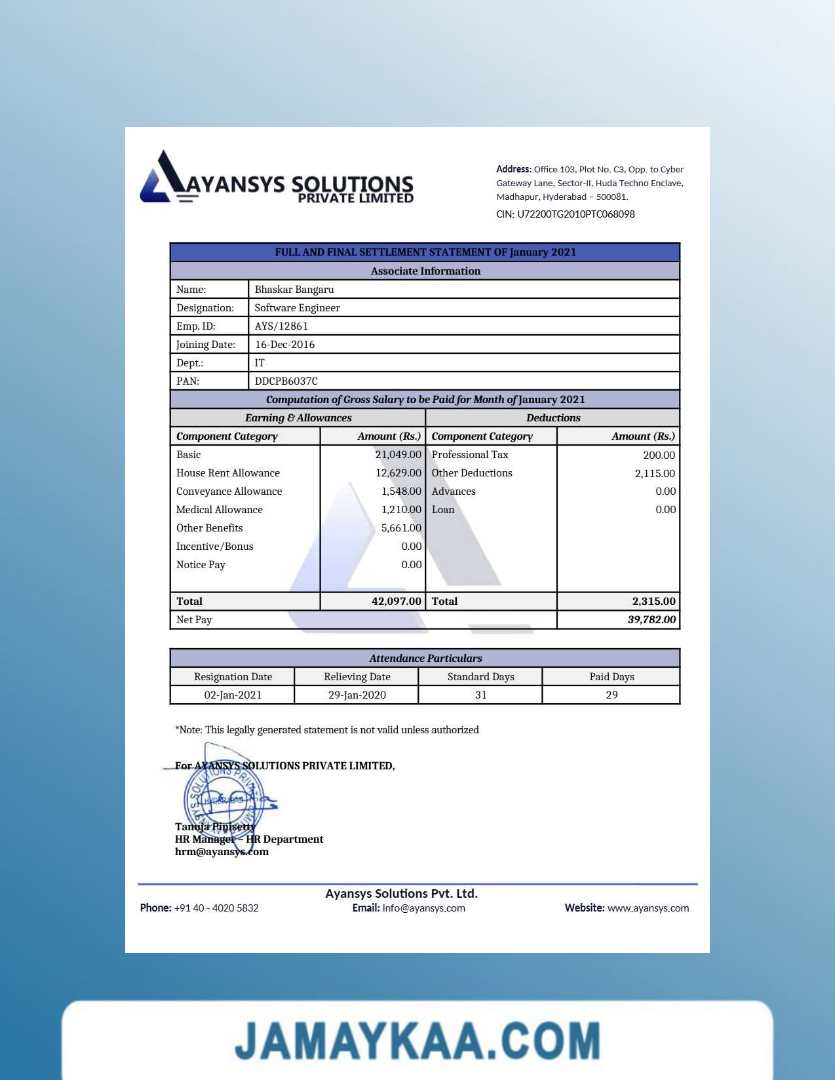 AYANSYS SOLUTIONS
PRIVATE LIMITED
Address: Office 103, Plot No. C3, Opp. to Cyber
Gateway Lane, Sector-II, Huda Techno Enclave,
Madhapur, Hyderabad – 500081.
CIN: U72200TG2010PTC068098
FULL AND FINAL SETTLEMENT STATEMENT OF January 2021
Associate Information
Name: Bhaskar Bangaru
Designation: Software Engineer
Emp. ID: AYS/12861
Joining Date: 16-Dec-2016
Dept.: IT
PAN: DDCPB6037C
Computation of Gross Salary to be Paid for Month of January 2021
Earning & Allowances Deductions
Component Category Amount (Rs.) Component Category Amount (Rs.)
Basic 21,049.00 Professional Tax 200.00
House Rent Allowance 12,629.00 Other Deductions 2,115.00
Conveyance Allowance 1,548.00 Advances 0.00
Medical Allowance 1,210.00 Loan 0.00
Other Benefits 5,661.00
Incentive/Bonus 0.00
Notice Pay 0.00
Total 42,097.00 Total 2,315.00
Net Pay 39,782.00
Attendance Particulars
Resignation Date Relieving Date Standard Days Paid Days
02-Jan-2021 29-Jan-2020 31 29
*Note: This legally generated statement is not valid unless authorized
For AYANSYS SOLUTIONS PRIVATE LIMITED,
Tanuja Pinisetty
HR Manager – HR Department
hrm@ayansys.com
Ayansys Solutions Pvt. Ltd.
Phone: +91 40 - 4020 5832 Email: Info@ayansys.com Website: www.ayansys.com
JAMAYKAA.COM